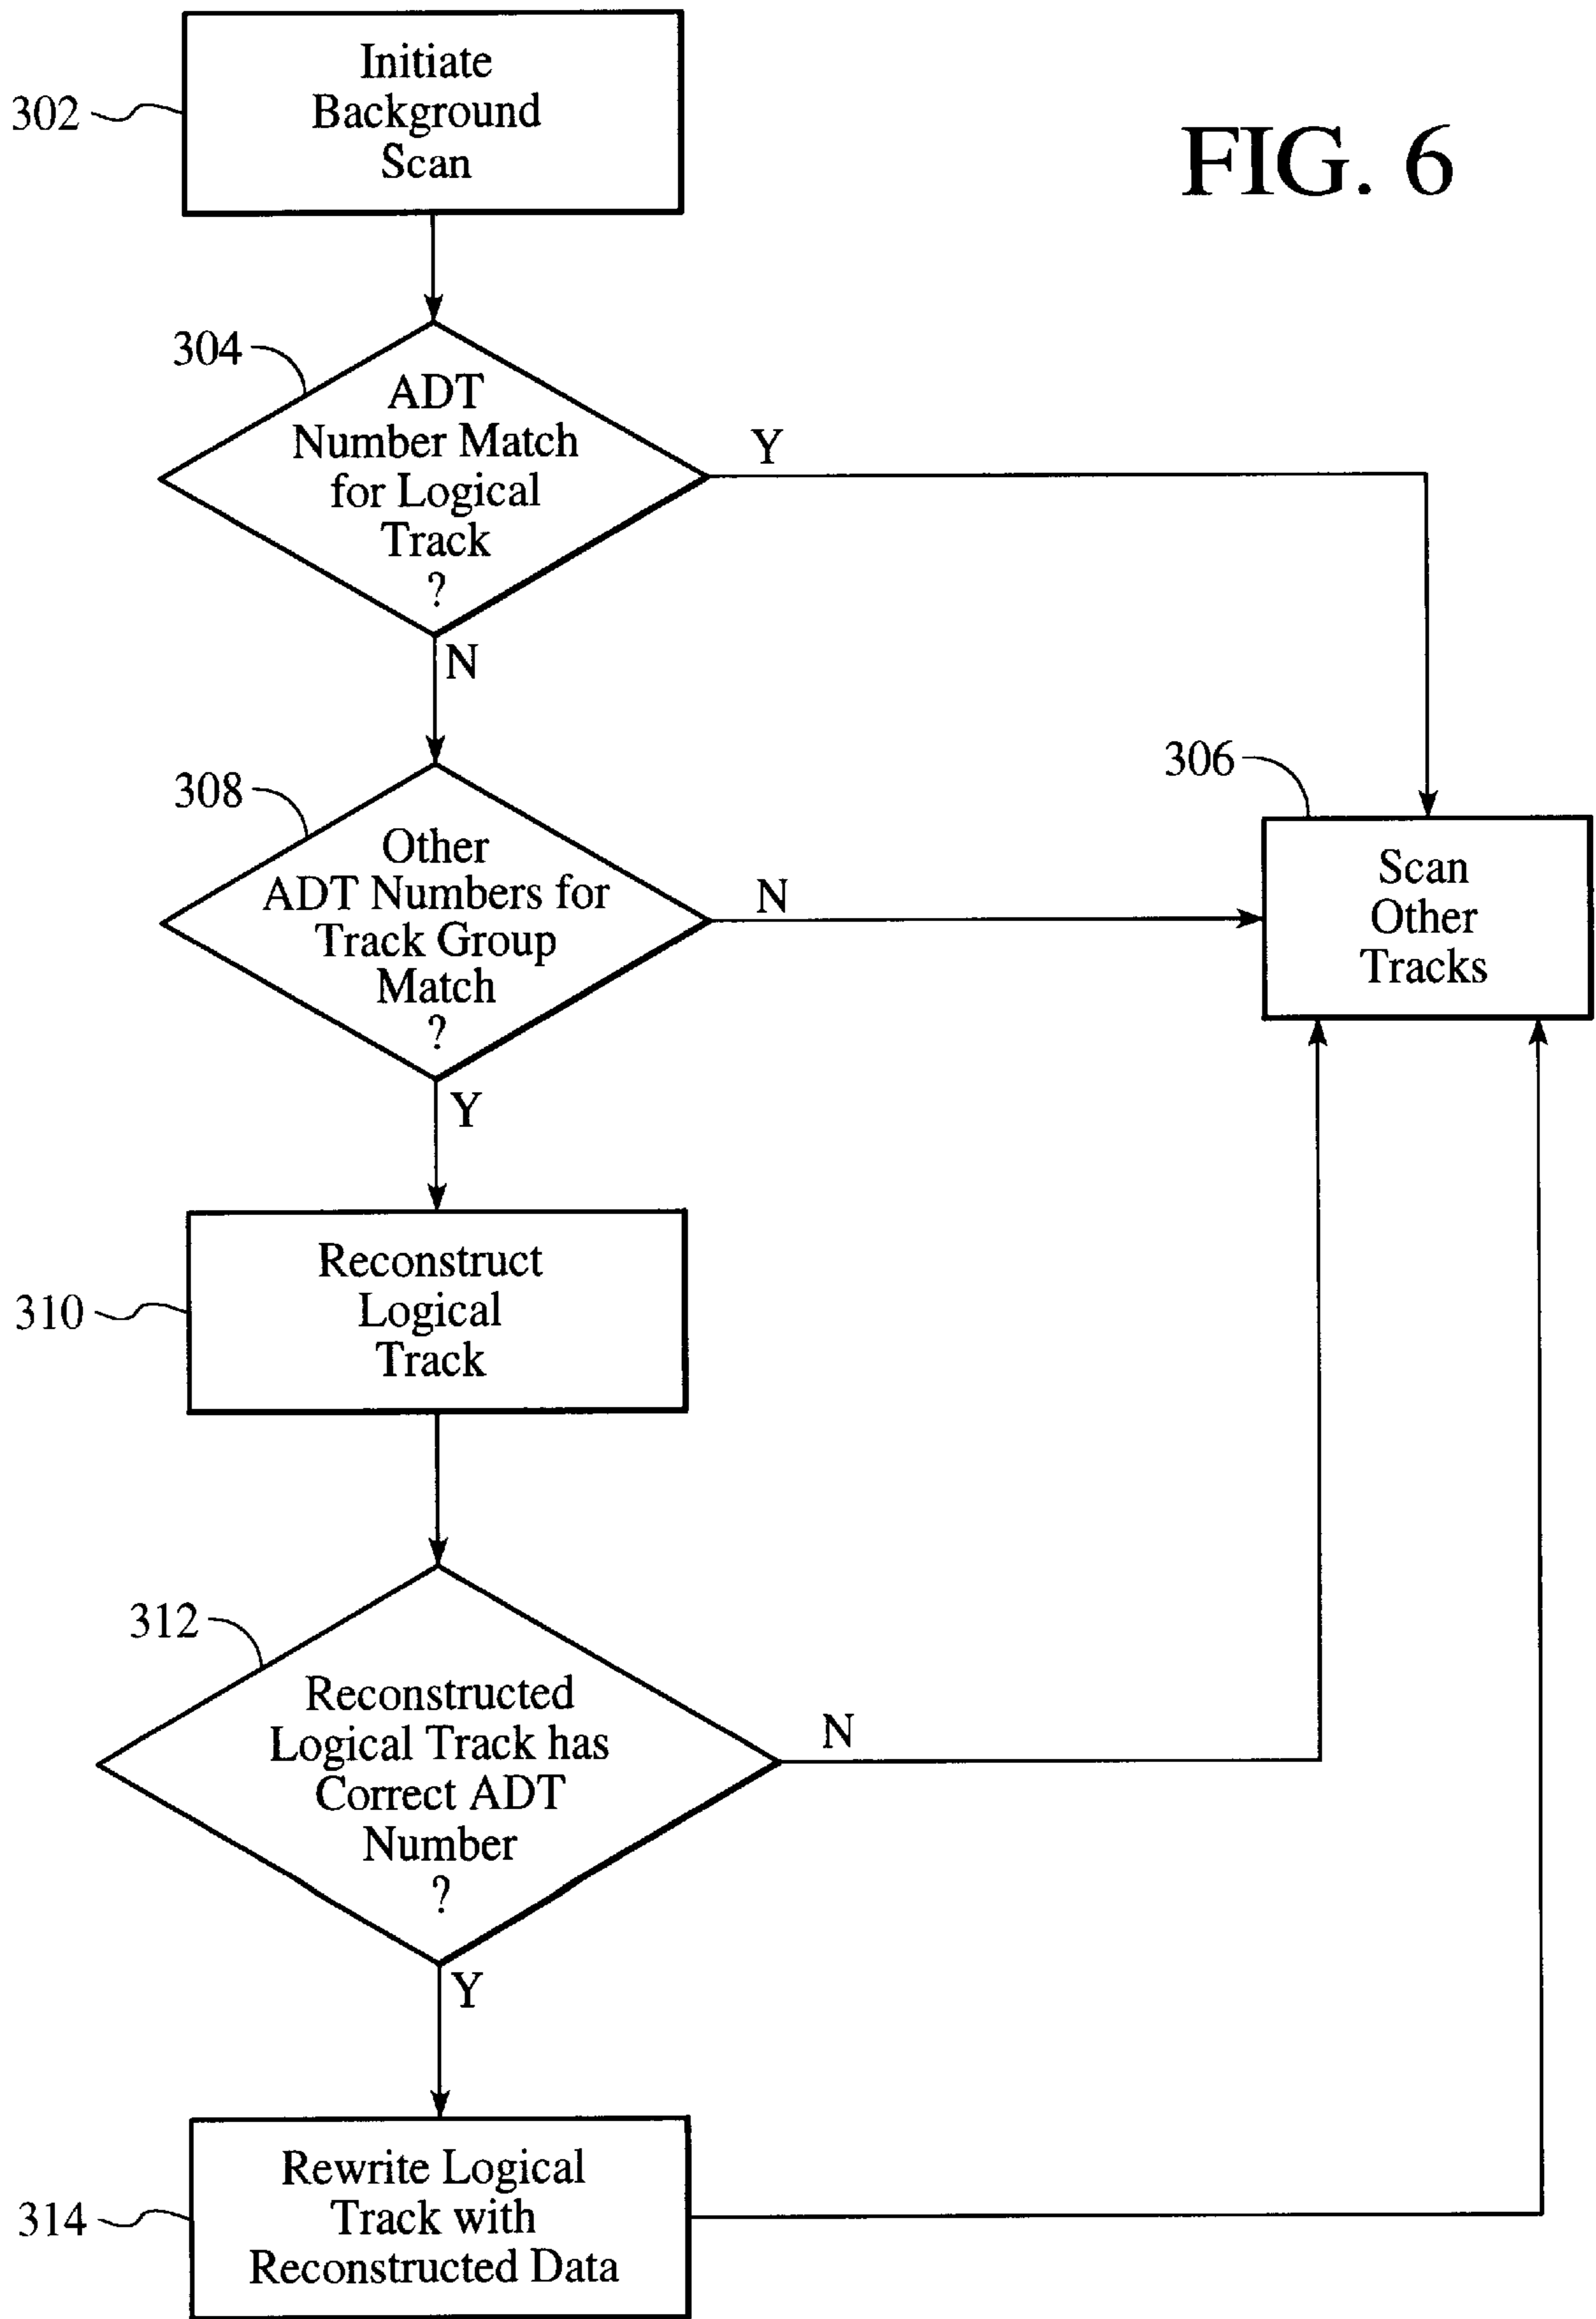 Initiate
Background
Scan
302
FIG. 6
304
ADT
Number Match
for Logical
Track
?
Y
N
306
Scan
Other
Tracks
308
Other
ADT Numbers for
Track Group
Match
?
N
Y
Reconstruct
Logical
Track
310
312
Reconstructed
Logical Track has
Correct ADT
Number
?
N
Y
Rewrite Logical
Track with
Reconstructed Data
314